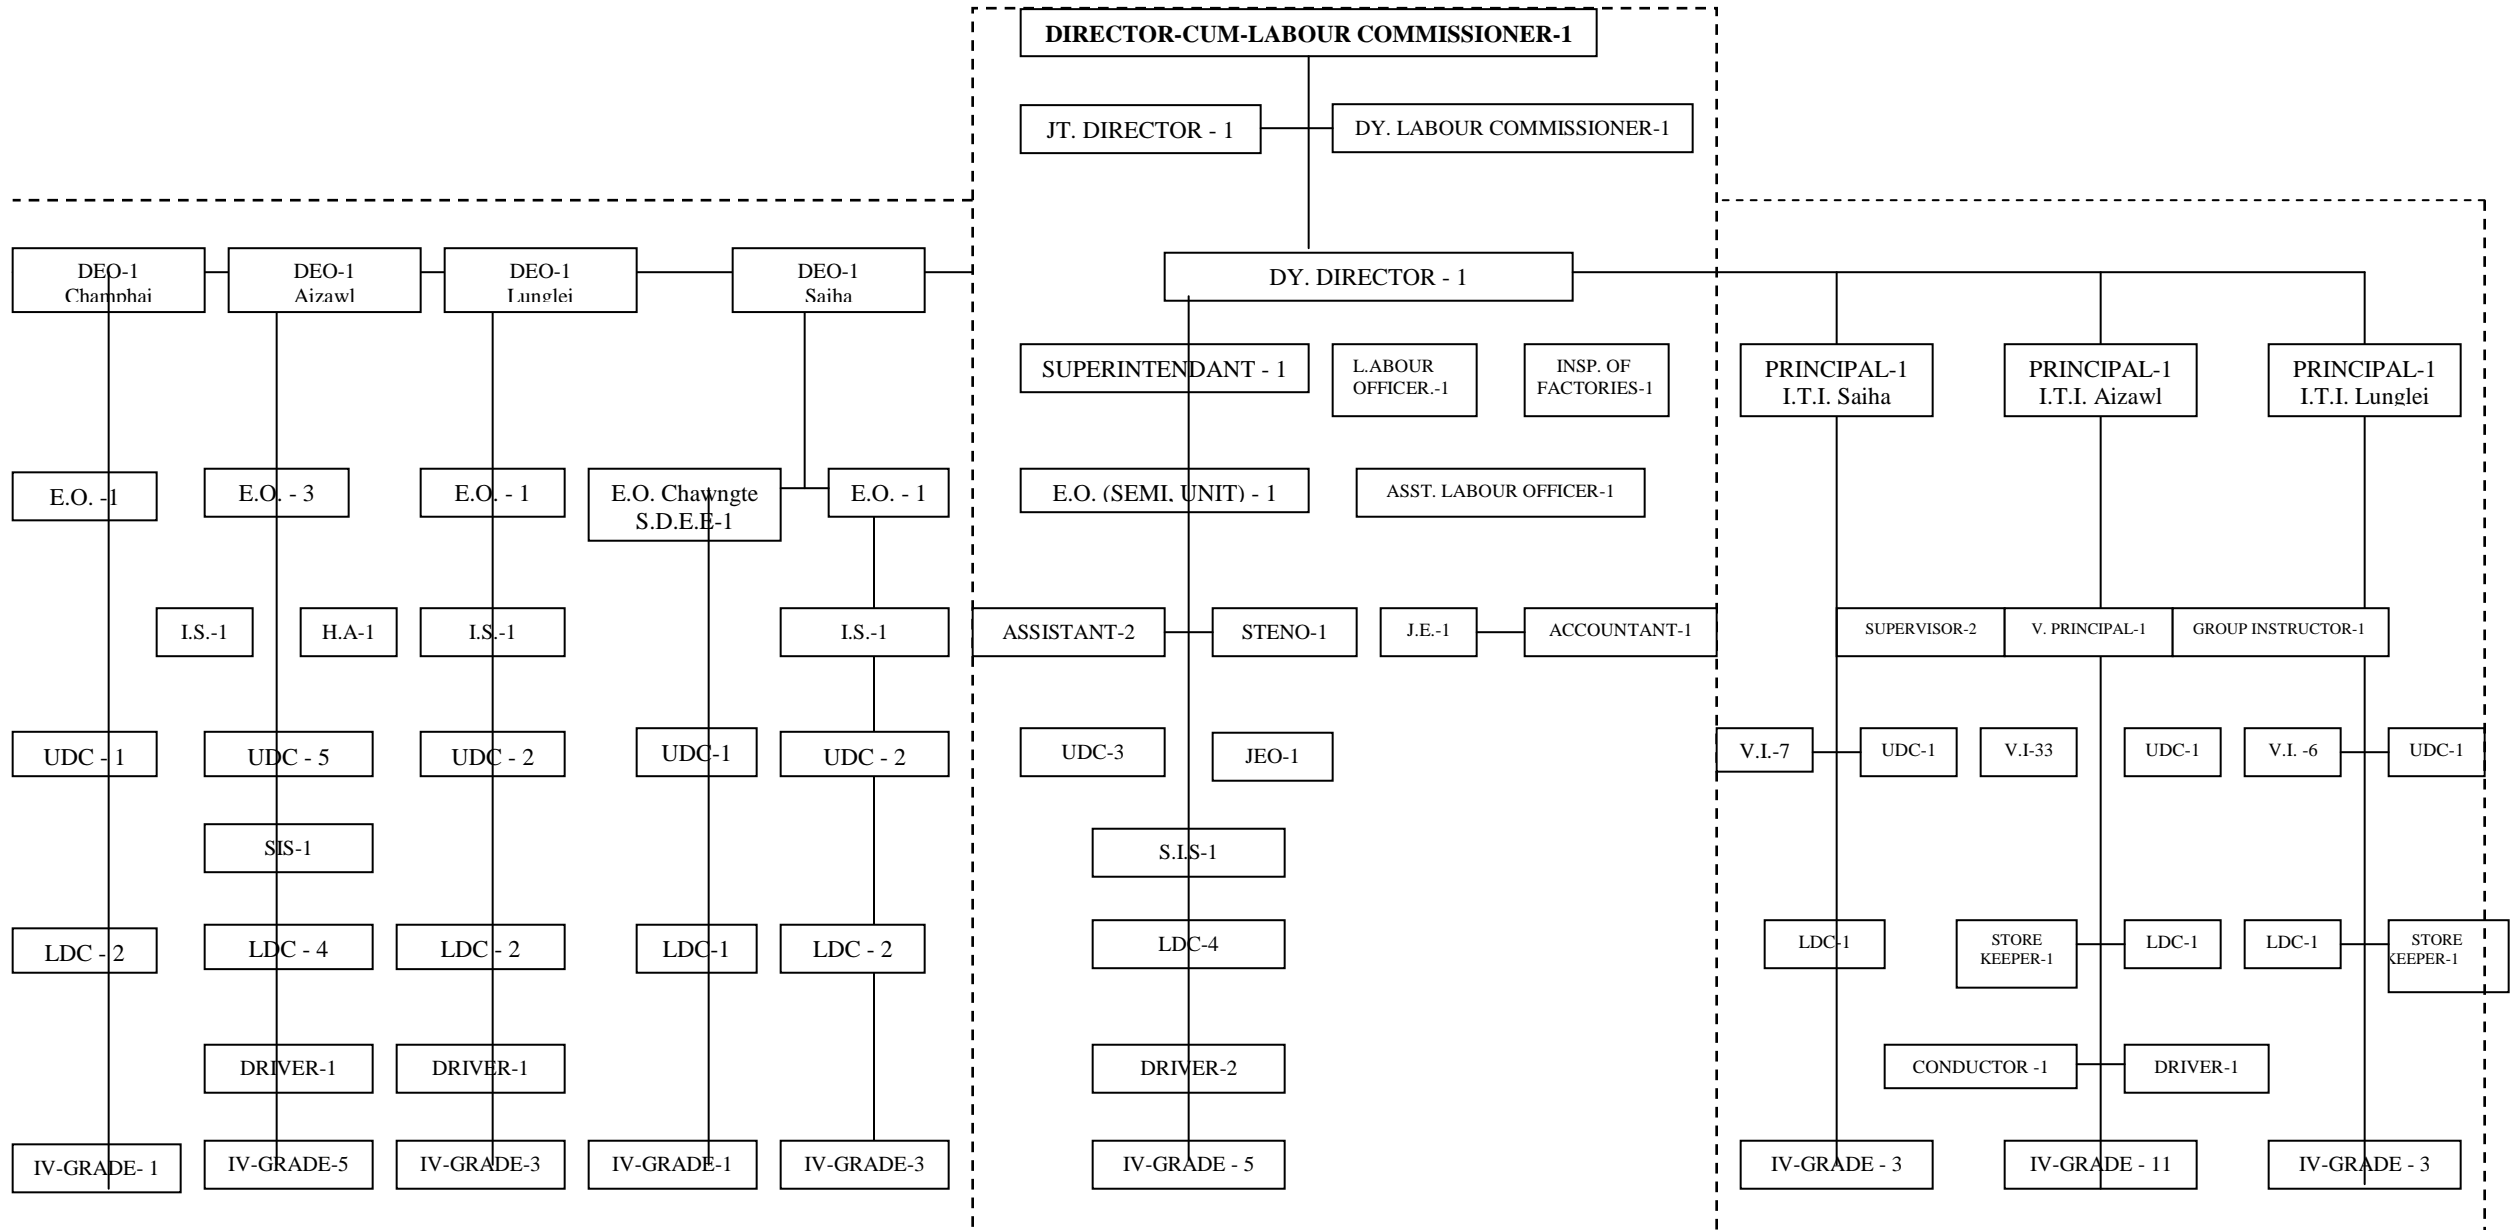 DIRECTOR-CUM-LABOUR COMMISSIONER-1
JT. DIRECTOR - 1
DY. LABOUR COMMISSIONER-1
DEO-1
Champhai
DEO-1
Aizawl
DEO-1
Lunglei
DEO-1
Saiha
DY. DIRECTOR - 1
SUPERINTENDANT - 1
L.ABOUR
OFFICER.-1
INSP. OF
FACTORIES-1
PRINCIPAL-1
I.T.I. Saiha
PRINCIPAL-1
I.T.I. Aizawl
PRINCIPAL-1
I.T.I. Lunglei
E.O. -1
E.O. - 3
E.O. - 1
E.O. Chawngte
S.D.E.E-1
E.O. - 1
E.O. (SEMI, UNIT) - 1
ASST. LABOUR OFFICER-1
I.S.-1
H.A-1
I.S.-1
I.S.-1
ASSISTANT-2
STENO-1
J.E.-1
ACCOUNTANT-1
SUPERVISOR-2
V. PRINCIPAL-1
GROUP INSTRUCTOR-1
UDC - 1
UDC - 5
UDC - 2
UDC-1
UDC - 2
UDC-3
JEO-1
V.I.-7
UDC-1
V.I-33
UDC-1
V.I. -6
UDC-1
SIS-1
S.I.S-1
LDC - 2
LDC - 4
LDC - 2
LDC-1
LDC - 2
LDC-4
LDC-1
STORE
KEEPER-1
LDC-1
LDC-1
STORE
KEEPER-1
DRIVER-1
DRIVER-1
DRIVER-2
CONDUCTOR -1
DRIVER-1
IV-GRADE- 1
IV-GRADE-5
IV-GRADE-3
IV-GRADE-1
IV-GRADE-3
IV-GRADE - 5
IV-GRADE - 3
IV-GRADE - 11
IV-GRADE - 3